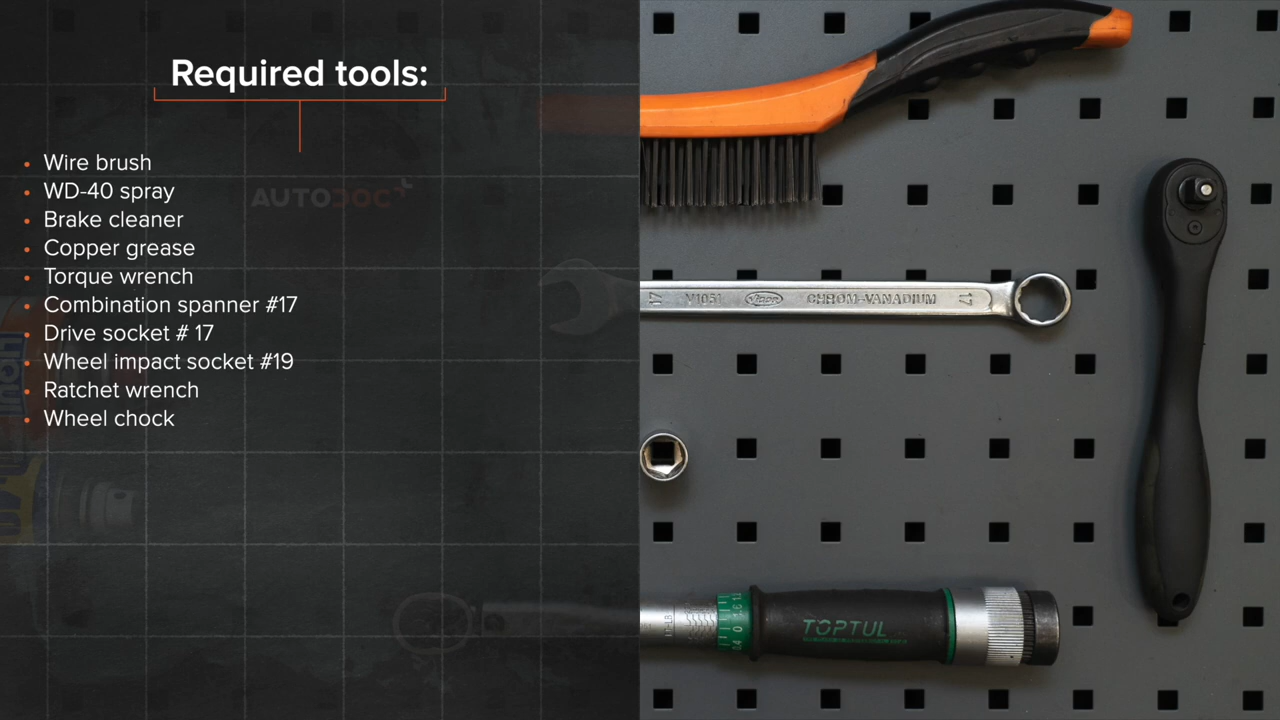 Required tools:
AUTODOC
Wire brush
WD-40 spray
Brake cleaner
Copper grease
Torque wrench
Combination spanner #17
Drive socket # 17
Wheel impact socket #19
Ratchet wrench
Wheel chock
17 V1051 CHROM-VANADIUM 17
TOPTUL